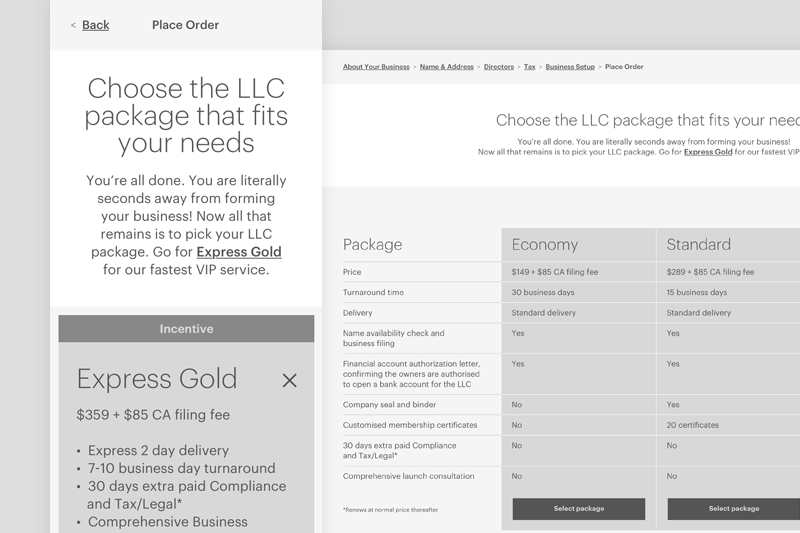 < Back Place Order
Choose the LLC
package that fits
your needs
You're all done. You are literally
seconds away from forming
your business! Now all that
remains is to pick your LLC
package. Go for Express Gold
for our fastest VIP service.
Incentive
Express Gold
$359 + $85 CA filing fee
• Express 2 day delivery
• 7-10 business day turnaround
• 30 days extra paid Compliance
and Tax/Legal*
• Comprehensive Business
About Your Business > Name & Address > Directors > Tax > Business Setup > Place Order
Choose the LLC package that fits your
You're all done. You are literally seconds away from forming your business!
Now all that remains is to pick your LLC package. Go for Express Gold for our fastest VIP
Package Economy Standard
Price $149 + $85 CA filing fee $289 + $85 CA filing fee
Turnaround time 30 business days 15 business days
Delivery Standard delivery Standard delivery
Name availability check and Yes Yes
business filing
Financial account authorization letter, Yes Yes
confirming the owners are authorised
to open a bank account for the LLC
Company seal and binder No Yes
Customised membership certificates No 20 certificates
30 days extra paid Compliance No No
and Tax/Legal*
Comprehensive launch consultation No No
*Renews at normal price thereafter Select package Select package